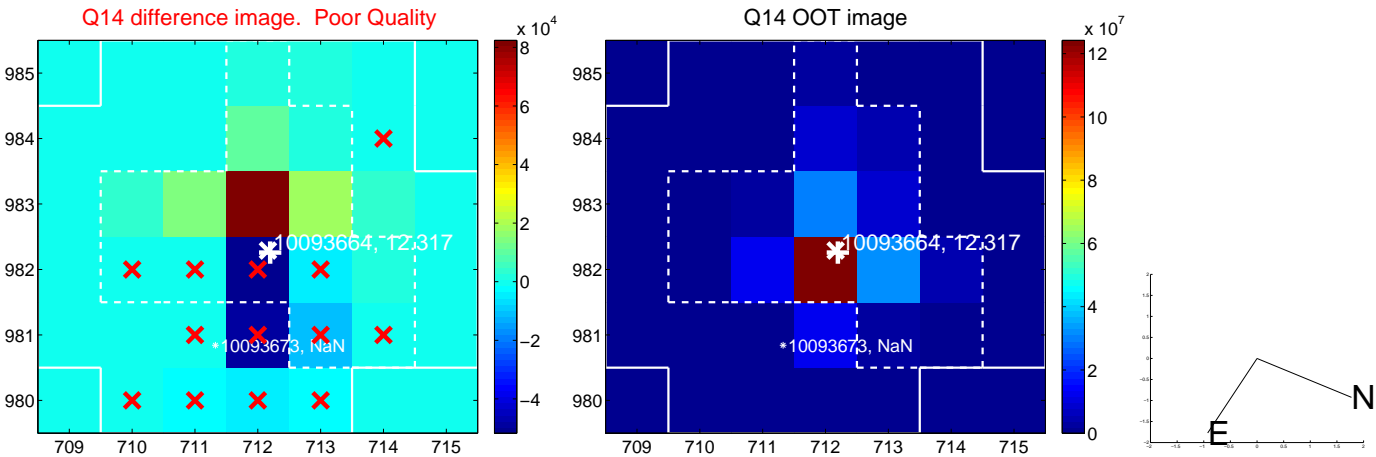 Q14 difference image.  Poor Quality
Q14 OOT image
x 10^4
x 10^7
985
984
983
982
981
980
709 710 711 712 713 714 715
8
6
4
2
0
−2
−4
10093664, 12.317
10093673, NaN
985
984
983
982
981
980
709 710 711 712 713 714 715
12
10
8
6
4
2
0
10093664, 12.317
10093673, NaN
N
E